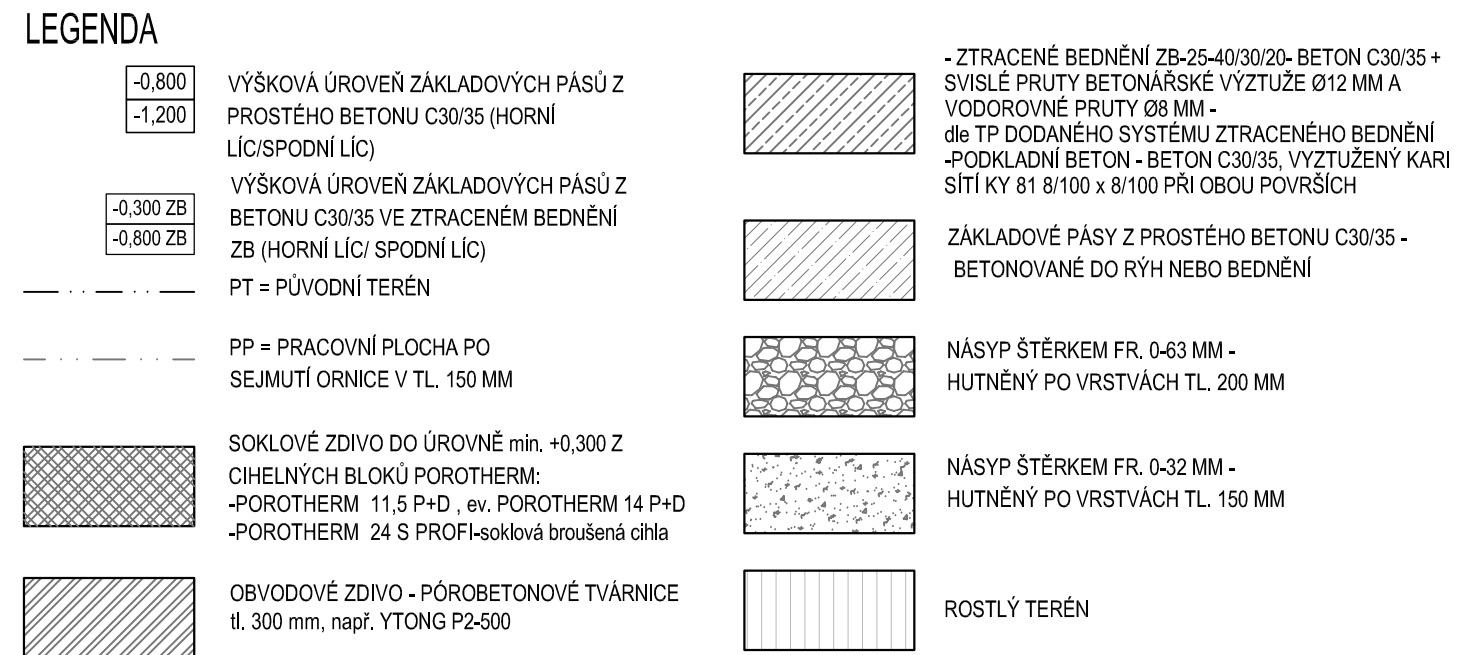 LEGENDA
-0,800
-1,200
VÝŠKOVÁ ÚROVEŇ ZÁKLADOVÝCH PÁSŮ Z
PROSTÉHO BETONU C30/35 (HORNÍ
LÍC/SPODNÍ LÍC)
-0,300 ZB
-0,800 ZB
VÝŠKOVÁ ÚROVEŇ ZÁKLADOVÝCH PÁSŮ Z
BETONU C30/35 VE ZTRACENÉM BEDNĚNÍ
ZB (HORNÍ LÍC/ SPODNÍ LÍC)
PT = PŮVODNÍ TERÉN
PP = PRACOVNÍ PLOCHA PO
SEJMUTÍ ORNICE V TL. 150 MM
SOKLOVÉ ZDIVO DO ÚROVNĚ min. +0,300 Z
CIHELNÝCH BLOKŮ POROTHERM:
-POROTHERM 11,5 P+D , ev. POROTHERM 14 P+D
-POROTHERM 24 S PROFI-soklová broušená cihla
OBVODOVÉ ZDIVO - PÓROBETONOVÉ TVÁRNICE
tl. 300 mm, např. YTONG P2-500
- ZTRACENÉ BEDNĚNÍ ZB-25-40/30/20- BETON C30/35 +
SVISLÉ PRUTY BETONÁŘSKÉ VÝZTUŽE Ø12 MM A
VODOROVNÉ PRUTY Ø8 MM -
dle TP DODANÉHO SYSTÉMU ZTRACENÉHO BEDNĚNÍ
-PODKLADNÍ BETON - BETON C30/35, VYZTUŽENÝ KARI
SÍTÍ KY 81 8/100 x 8/100 PŘI OBOU POVRŠÍCH
ZÁKLADOVÉ PÁSY Z PROSTÉHO BETONU C30/35 -
BETONOVANÉ DO RÝH NEBO BEDNĚNÍ
NÁSYP ŠTĚRKEM FR. 0-63 MM -
HUTNĚNÝ PO VRSTVÁCH TL. 200 MM
NÁSYP ŠTĚRKEM FR. 0-32 MM -
HUTNĚNÝ PO VRSTVÁCH TL. 150 MM
ROSTLÝ TERÉN